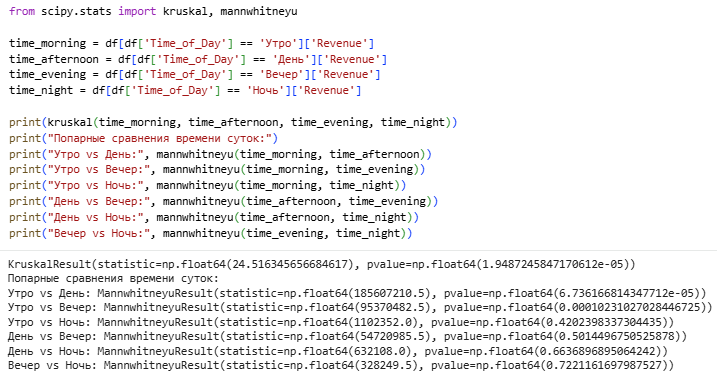 from scipy.stats import kruskal, mannwhitneyu

time_morning = df[df['Time_of_Day'] == 'Утро']['Revenue']
time_afternoon = df[df['Time_of_Day'] == 'День']['Revenue']
time_evening = df[df['Time_of_Day'] == 'Вечер']['Revenue']
time_night = df[df['Time_of_Day'] == 'Ночь']['Revenue']

print(kruskal(time_morning, time_afternoon, time_evening, time_night))
print("Попарные сравнения времени суток:")
print("Утро vs День:", mannwhitneyu(time_morning, time_afternoon))
print("Утро vs Вечер:", mannwhitneyu(time_morning, time_evening))
print("Утро vs Ночь:", mannwhitneyu(time_morning, time_night))
print("День vs Вечер:", mannwhitneyu(time_afternoon, time_evening))
print("День vs Ночь:", mannwhitneyu(time_afternoon, time_night))
print("Вечер vs Ночь:", mannwhitneyu(time_evening, time_night))

KruskalResult(statistic=np.float64(24.516345656684617), pvalue=np.float64(1.9487245847170612e-05))
Попарные сравнения времени суток:
Утро vs День: MannwhitneyuResult(statistic=np.float64(185607210.5), pvalue=np.float64(6.736166814347712e-05))
Утро vs Вечер: MannwhitneyuResult(statistic=np.float64(95370482.5), pvalue=np.float64(0.00010231027028446725))
Утро vs Ночь: MannwhitneyuResult(statistic=np.float64(1102352.0), pvalue=np.float64(0.4202398337304435))
День vs Вечер: MannwhitneyuResult(statistic=np.float64(54720985.5), pvalue=np.float64(0.5014496750525878))
День vs Ночь: MannwhitneyuResult(statistic=np.float64(632108.0), pvalue=np.float64(0.6636896895064242))
Вечер vs Ночь: MannwhitneyuResult(statistic=np.float64(328249.5), pvalue=np.float64(0.7221161697987527))